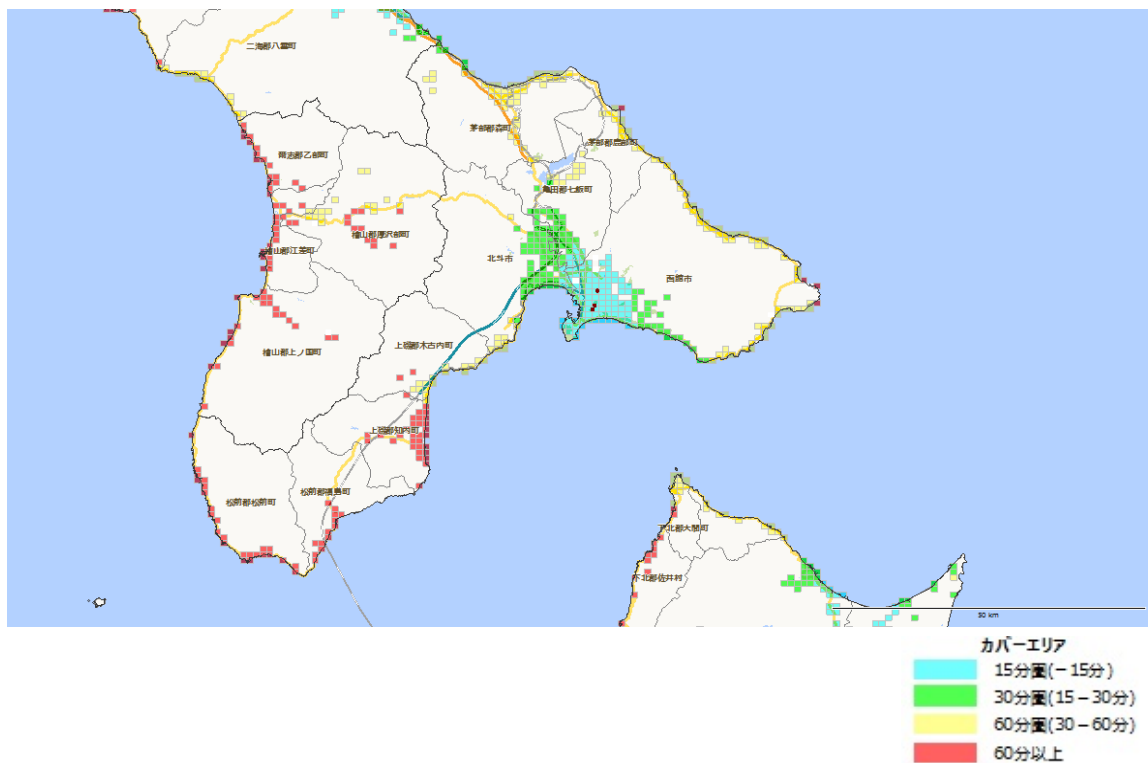 二海郡八雲町
茅部郡森町
茅部郡鹿部町
爾志郡乙部町
亀田郡七飯町
檜山郡厚沢部町
檜山郡江差町
北斗市
函館市
上磯郡木古内町
檜山郡上ノ国町
上磯郡知内町
松前郡福島町
松前郡松前町
下北郡大間町
下北郡佐井村
30 km
カバーエリア
15分圏(－15分)
30分圏(15－30分)
60分圏(30－60分)
60分以上